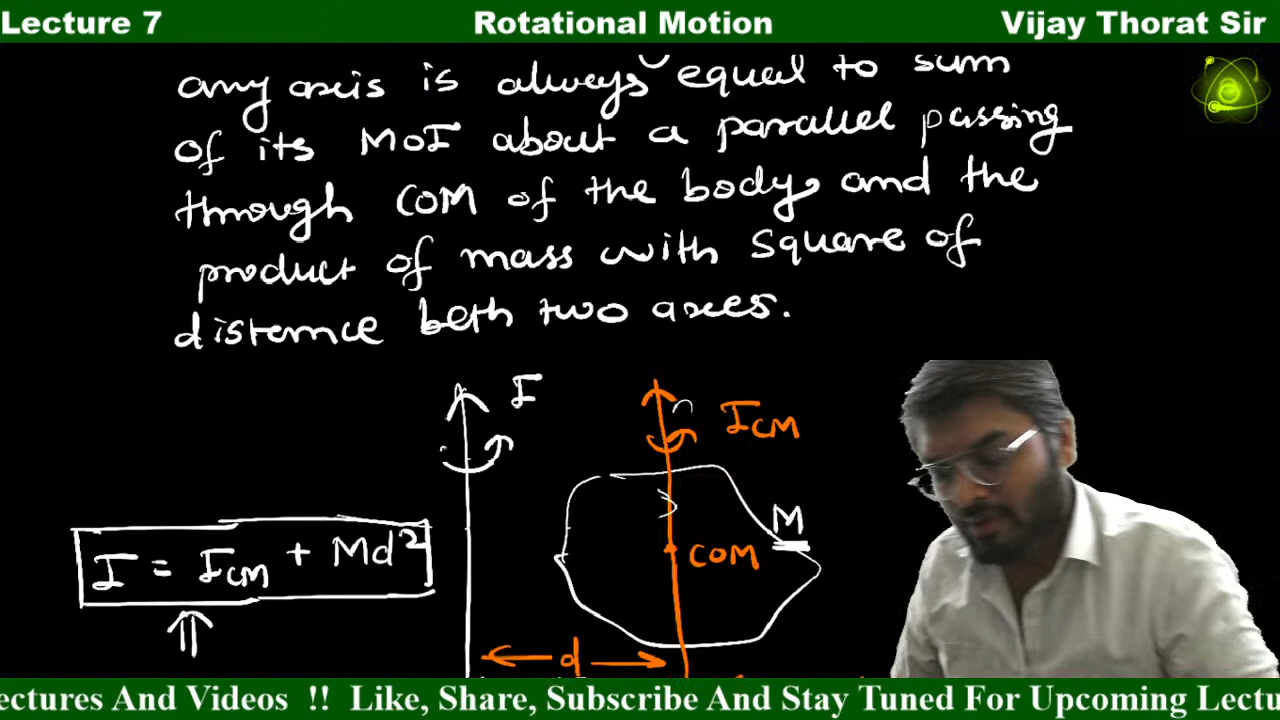 Lecture 7 Rotational Motion Vijay Thorat Sir
any axis is always equal to sum
of its MOI about a parallel passing
through COM of the body and the
product of mass with square of
distance betn two axes.
I
ICM
M
I = ICM + Md²
COM
d
ectures And Videos !! Like, Share, Subscribe And Stay Tuned For Upcoming Lectu